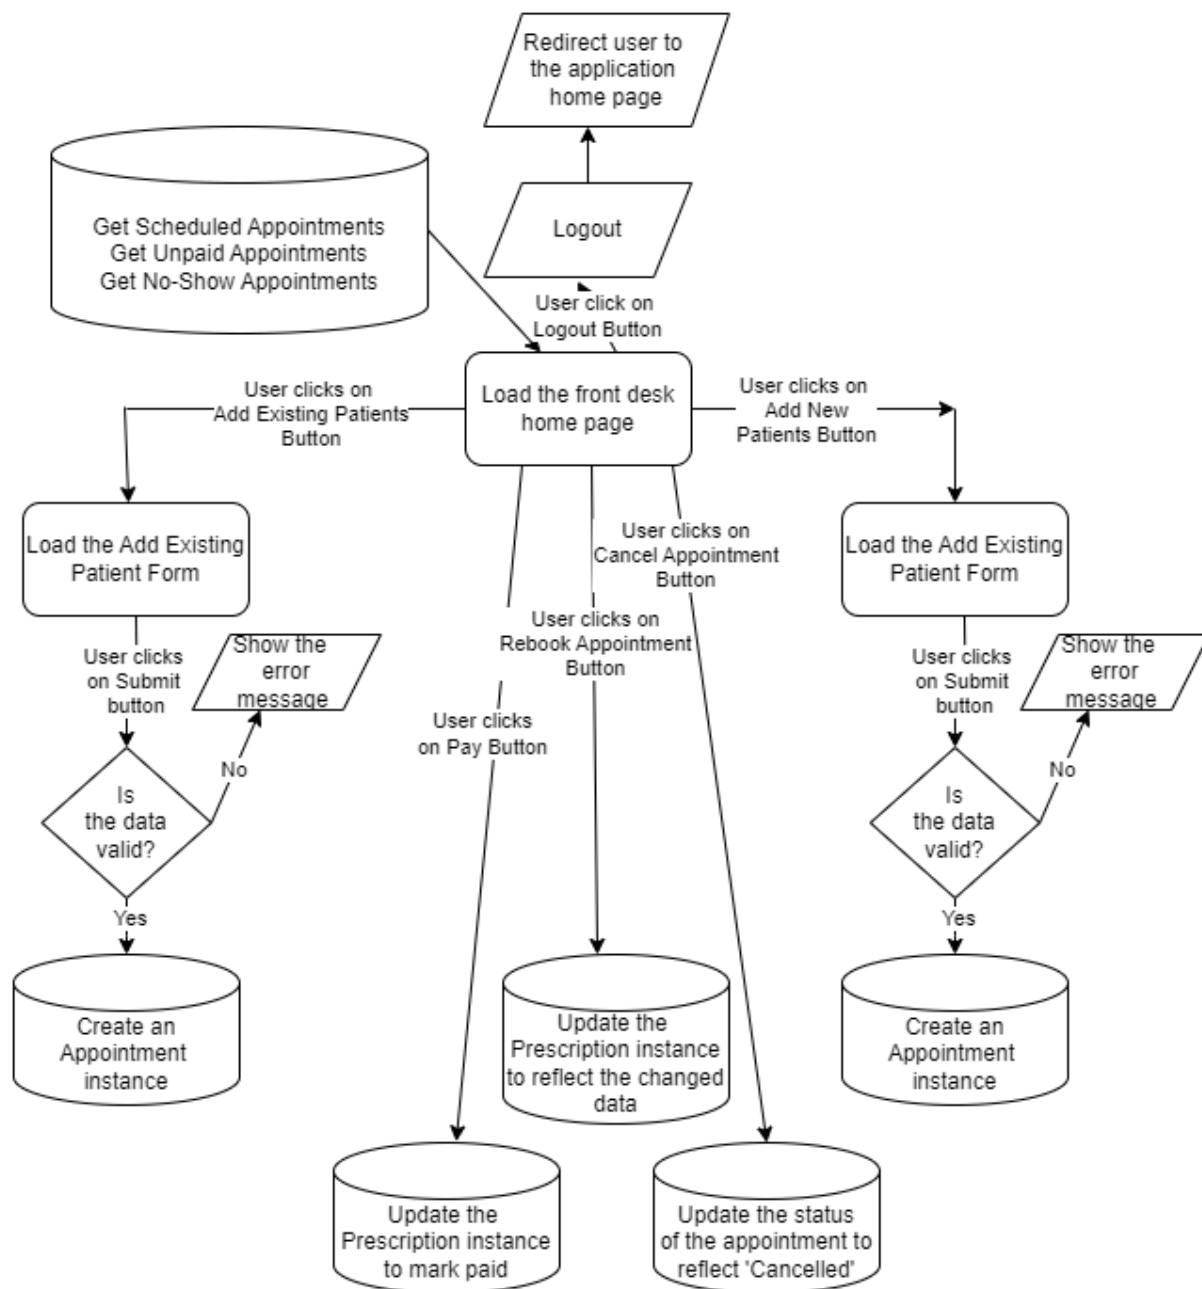 Redirect user to
the application
home page
Get Scheduled Appointments
Get Unpaid Appointments
Get No-Show Appointments
Logout
User click on
Logout Button
Load the front desk
home page
User clicks on
Add Existing Patients
Button
User clicks on
Add New
Patients Button
Load the Add Existing
Patient Form
User clicks on
Cancel Appointment
Button
Load the Add Existing
Patient Form
User clicks
on Submit
button
Show the
error
message
User clicks on
Rebook Appointment
Button
User clicks
on Submit
button
Show the
error
message
User clicks
on Pay Button
No
No
Is
the data
valid?
Is
the data
valid?
Yes
Yes
Create an
Appointment
instance
Update the
Prescription instance
to reflect the changed
data
Create an
Appointment
instance
Update the
Prescription instance
to mark paid
Update the status
of the appointment to
reflect 'Cancelled'